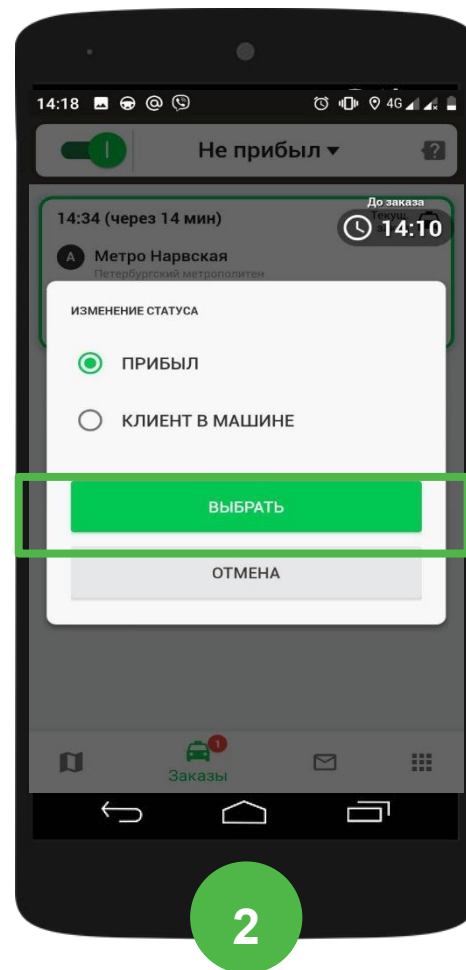 14:18 @ 4G
Не прибыл ▾ ?
До заказа
14:34 (через 14 мин) 14:10
А Метро Нарвская
Петербургский метрополитен
ИЗМЕНЕНИЕ СТАТУСА
ПРИБЫЛ
КЛИЕНТ В МАШИНЕ
ВЫБРАТЬ
ОТМЕНА
1
Заказы
2